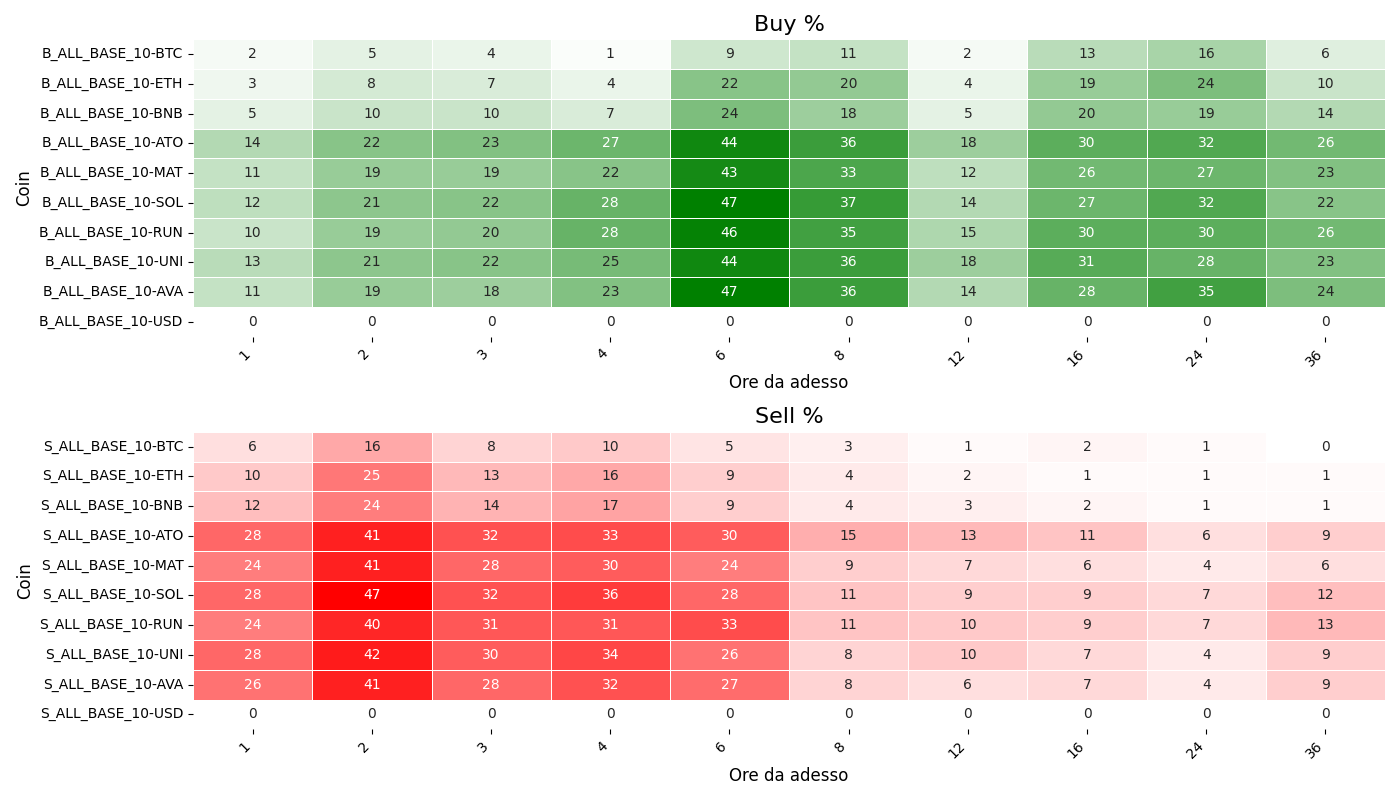 Buy %
Coin
B_ALL_BASE_10-BTC 2 5 4 1 9 11 2 13 16 6
B_ALL_BASE_10-ETH 3 8 7 4 22 20 4 19 24 10
B_ALL_BASE_10-BNB 5 10 10 7 24 18 5 20 19 14
B_ALL_BASE_10-ATO 14 22 23 27 44 36 18 30 32 26
B_ALL_BASE_10-MAT 11 19 19 22 43 33 12 26 27 23
B_ALL_BASE_10-SOL 12 21 22 28 47 37 14 27 32 22
B_ALL_BASE_10-RUN 10 19 20 28 46 35 15 30 30 26
B_ALL_BASE_10-UNI 13 21 22 25 44 36 18 31 28 23
B_ALL_BASE_10-AVA 11 19 18 23 47 36 14 28 35 24
B_ALL_BASE_10-USD 0 0 0 0 0 0 0 0 0 0
1 2 3 4 6 8 12 16 24 36
Ore da adesso
Sell %
Coin
S_ALL_BASE_10-BTC 6 16 8 10 5 3 1 2 1 0
S_ALL_BASE_10-ETH 10 25 13 16 9 4 2 1 1 1
S_ALL_BASE_10-BNB 12 24 14 17 9 4 3 2 1 1
S_ALL_BASE_10-ATO 28 41 32 33 30 15 13 11 6 9
S_ALL_BASE_10-MAT 24 41 28 30 24 9 7 6 4 6
S_ALL_BASE_10-SOL 28 47 32 36 28 11 9 9 7 12
S_ALL_BASE_10-RUN 24 40 31 31 33 11 10 9 7 13
S_ALL_BASE_10-UNI 28 42 30 34 26 8 10 7 4 9
S_ALL_BASE_10-AVA 26 41 28 32 27 8 6 7 4 9
S_ALL_BASE_10-USD 0 0 0 0 0 0 0 0 0 0
1 2 3 4 6 8 12 16 24 36
Ore da adesso